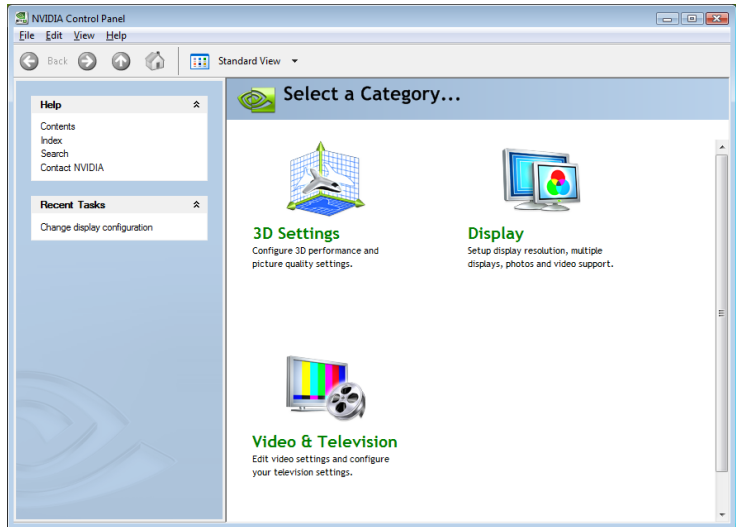 NVIDIA Control Panel
File Edit View Help
Back Standard View
Help
Contents
Index
Search
Contact NVIDIA
Recent Tasks
Change display configuration
Select a Category...
3D Settings
Configure 3D performance and
picture quality settings.
Display
Setup display resolution, multiple
displays, photos and video support.
Video & Television
Edit video settings and configure
your television settings.